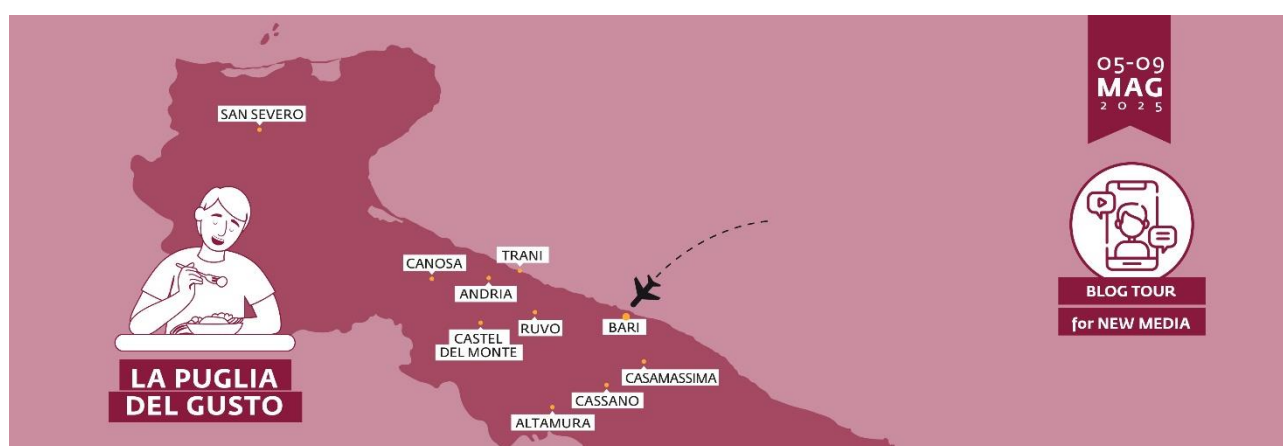 05-09
MAG
2025
SAN SEVERO
TRANI
CANOSA
ANDRIA
RUVO
BARI
CASTEL
DEL MONTE
CASAMASSIMA
CASSANO
ALTAMURA
LA PUGLIA
DEL GUSTO
BLOG TOUR
for NEW MEDIA